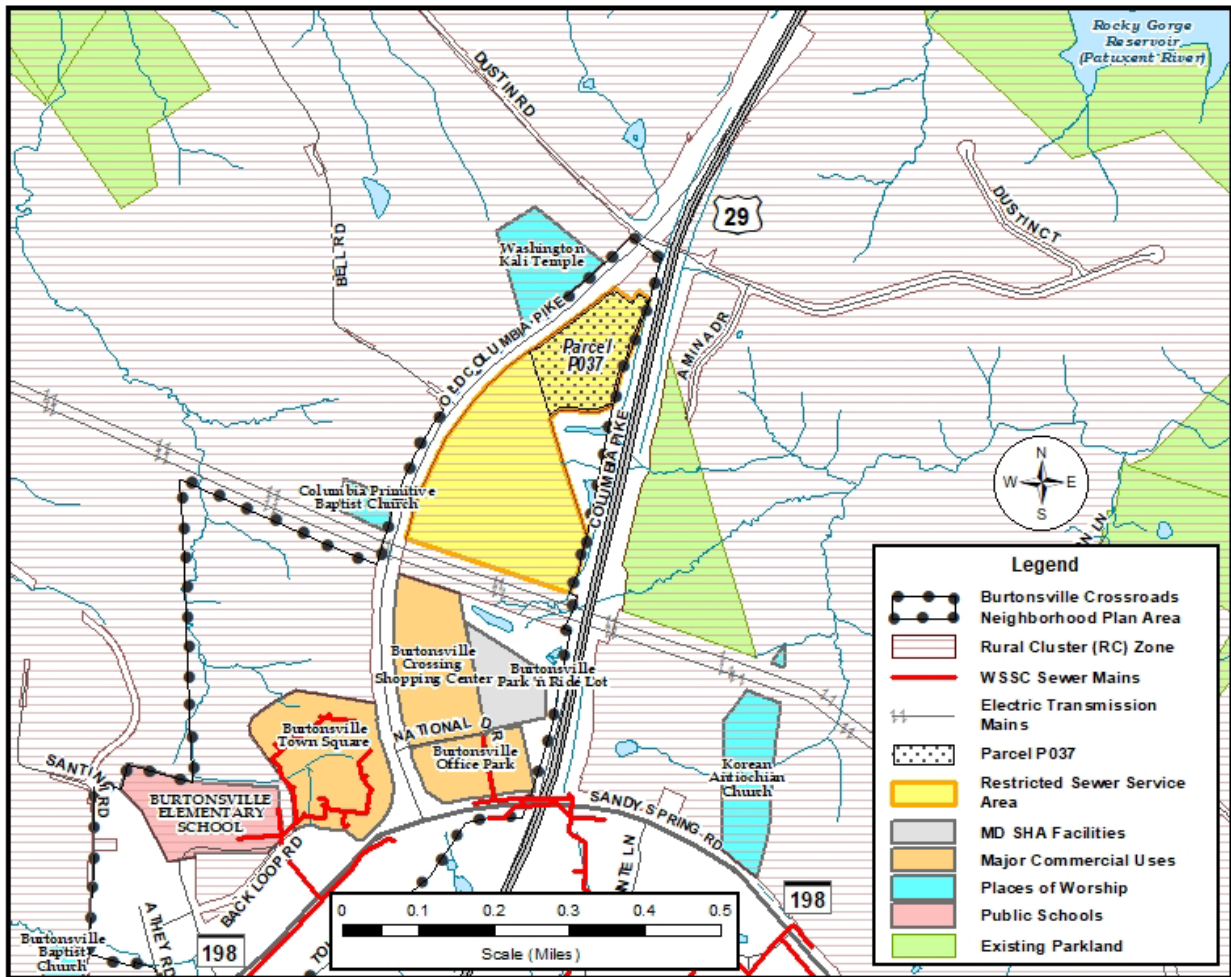 Rocky Gorge
Reservoir
(Patuxent River)
DUSTIN RD
29
DUSTIN CT
BELL RD
Washington
Kali Temple
OLD COLUMBIA PIKE
Parcel
P037
AMINA DR
COLUMBIA PIKE
N
W
E
S
Columbia Primitive
Baptist Church
Burtonsville
Crossing
Shopping Center
Burtonsville
Park 'n Ride Lot
Burtonsville
Town Square
NATIONAL DR
Burtonsville
Office Park
Korean
Antiochian
Church
SANTINI RD
BURTONSVILLE
ELEMENTARY
SCHOOL
SANDY SPRING RD
BACK LOOP RD
ATHEY RD
198
198
Burtonsville
Baptist
Church
0
0.1
0.2
0.3
0.4
0.5
Scale (Miles)
Legend
Burtonsville Crossroads
Neighborhood Plan Area
Rural Cluster (RC) Zone
WSSC Sewer Mains
Electric Transmission
Mains
Parcel P037
Restricted Sewer Service
Area
MD SHA Facilities
Major Commercial Uses
Places of Worship
Public Schools
Existing Parkland